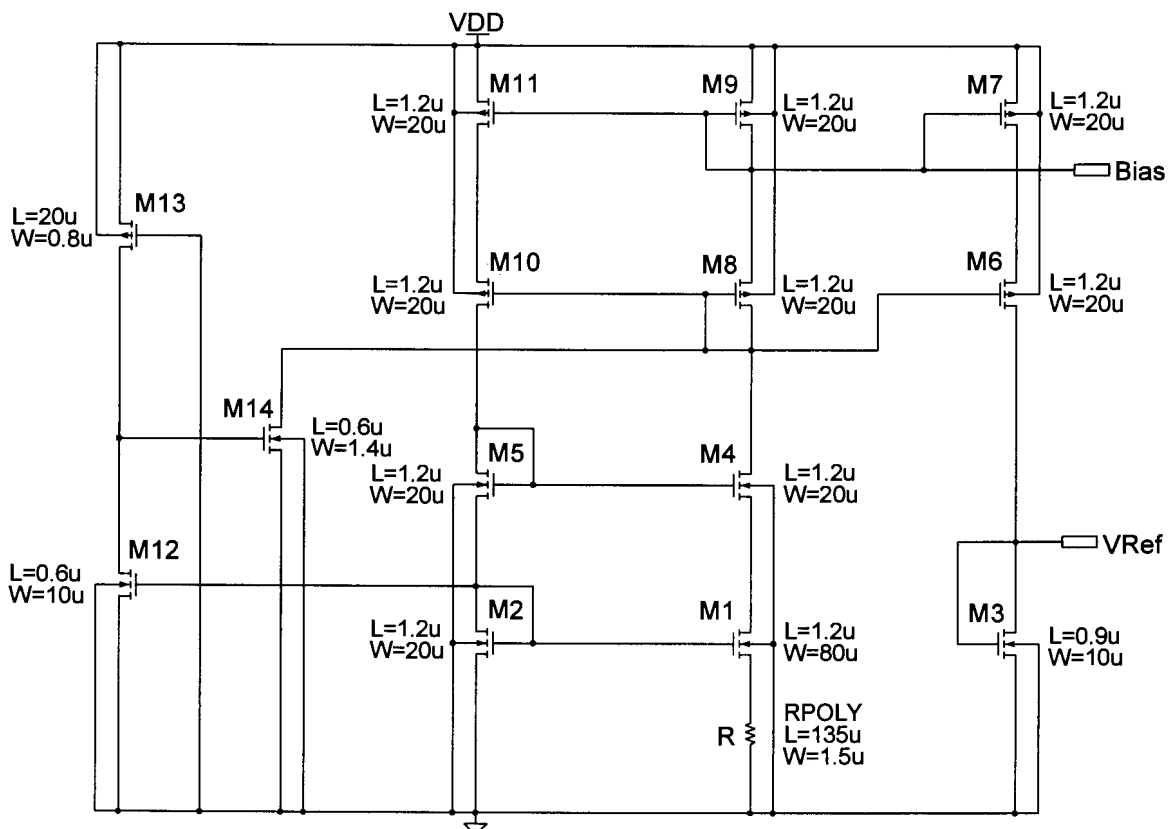 VDD
M11
L=1.2u
W=20u
M9
L=1.2u
W=20u
M7
L=1.2u
W=20u
Bias
M13
L=20u
W=0.8u
M10
L=1.2u
W=20u
M8
L=1.2u
W=20u
M6
L=1.2u
W=20u
M14
L=0.6u
W=1.4u
M5
L=1.2u
W=20u
M4
L=1.2u
W=20u
VRef
M12
L=0.6u
W=10u
M2
L=1.2u
W=20u
M1
L=1.2u
W=80u
M3
L=0.9u
W=10u
R
RPOLY
L=135u
W=1.5u